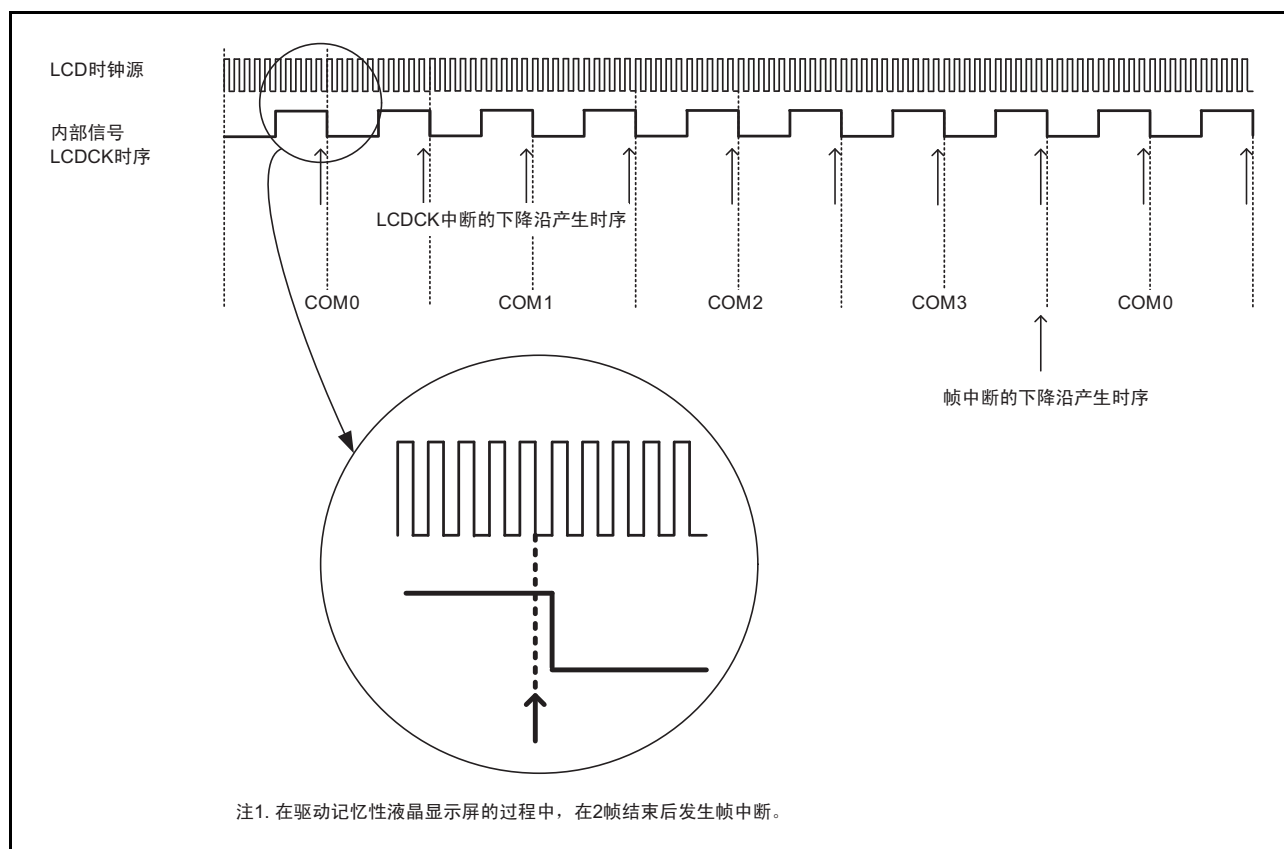 LCD时钟源
内部信号
LCDCK时序
LCDCK中断的下降沿产生时序
COM0
COM1
COM2
COM3
COM0
帧中断的下降沿产生时序
注1. 在驱动记忆性液晶显示屏的过程中，在2帧结束后发生帧中断。